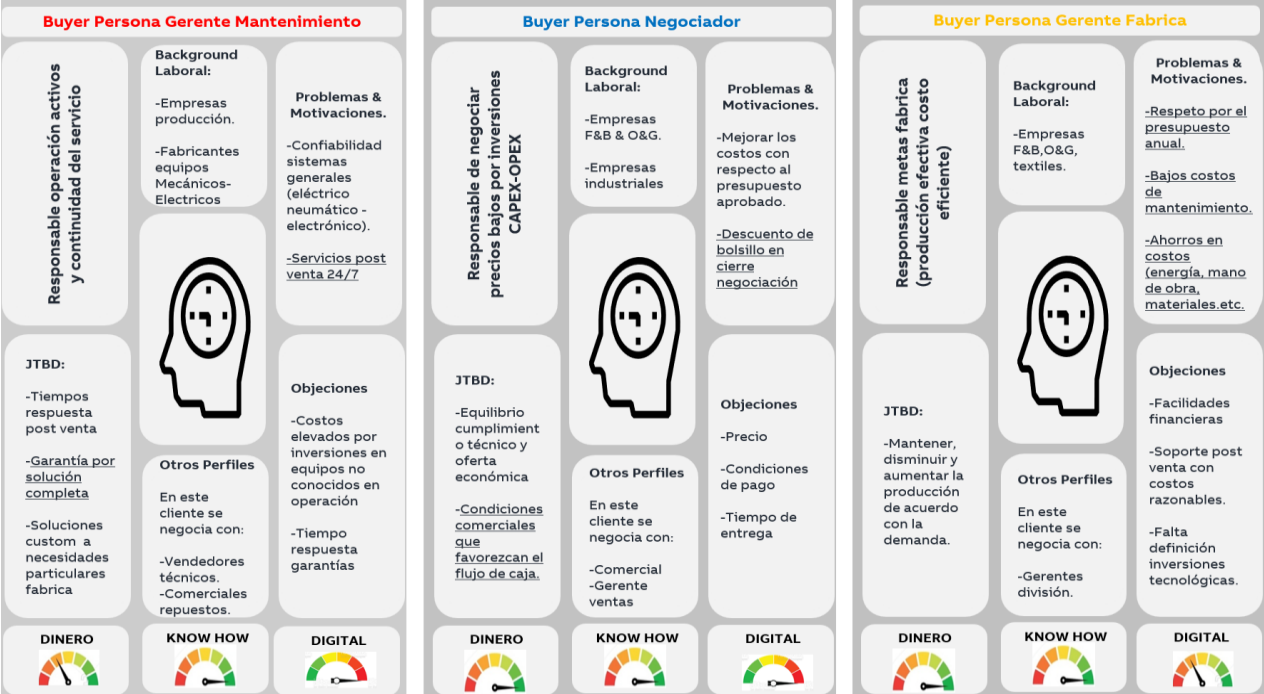 Buyer Persona Gerente Mantenimiento
Responsable operación activos
y continuidad del servicio
Background
Laboral:
-Empresas
producción.
-Fabricantes
equipos
Mecánicos-
Electricos
Problemas &
Motivaciones.
-Confiabilidad
sistemas
generales
(eléctrico
neumático -
electrónico).
-Servicios post
venta 24/7
JTBD:
-Tiempos
respuesta
post venta
-Garantía por
solución
completa
-Soluciones
custom a
necesidades
particulares
fabrica
Otros Perfiles
En este
cliente se
negocia con:
-Vendedores
técnicos.
-Comerciales
repuestos.
Objeciones
-Costos
elevados por
inversiones en
equipos no
conocidos en
operación
-Tiempo
respuesta
garantías
DINERO
KNOW HOW
DIGITAL
Buyer Persona Negociador
Responsable de negociar
precios bajos por inversiones
CAPEX-OPEX
Background
Laboral:
-Empresas
F&B & O&G.
-Empresas
industriales
Problemas &
Motivaciones.
-Mejorar los
costos con
respecto al
presupuesto
aprobado.
-Descuento de
bolsillo en
cierre
negociación
JTBD:
-Equilibrio
cumplimient
o técnico y
oferta
económica
-Condiciones
comerciales
que
favorezcan el
flujo de caja.
Otros Perfiles
En este
cliente se
negocia con:
-Comercial
-Gerente
ventas
Objeciones
-Precio
-Condiciones
de pago
-Tiempo de
entrega
DINERO
KNOW HOW
DIGITAL
Buyer Persona Gerente Fabrica
Responsable metas fabrica
(producción efectiva costo
eficiente)
Background
Laboral:
-Empresas
F&B,O&G,
textiles.
Problemas &
Motivaciones.
-Respeto por el
presupuesto
anual.
-Bajos costos
de
mantenimiento.
-Ahorros en
costos
(energía, mano
de obra,
materiales.etc.
JTBD:
-Mantener,
disminuir y
aumentar la
producción
de acuerdo
con la
demanda.
Otros Perfiles
En este
cliente se
negocia con:
-Gerentes
división.
Objeciones
-Facilidades
financieras
-Soporte post
venta con
costos
razonables.
-Falta
definición
inversiones
tecnológicas.
DINERO
KNOW HOW
DIGITAL